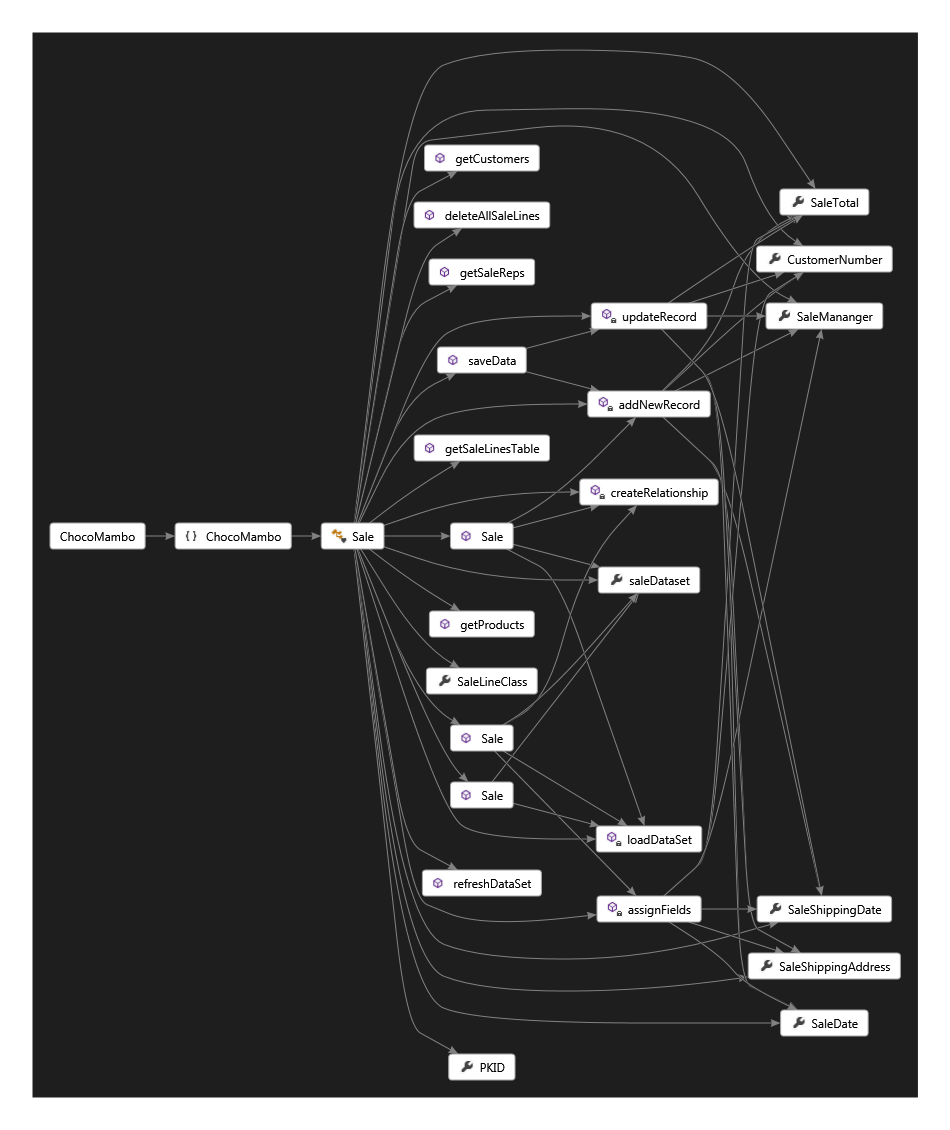 getCustomers
SaleTotal
deleteAllSaleLines
CustomerNumber
getSaleReps
updateRecord
SaleMananger
saveData
addNewRecord
getSaleLinesTable
createRelationship
ChocoMambo
{ } ChocoMambo
Sale
Sale
saleDataset
getProducts
SaleLineClass
Sale
Sale
loadDataSet
refreshDataSet
assignFields
SaleShippingDate
SaleShippingAddress
SaleDate
PKID